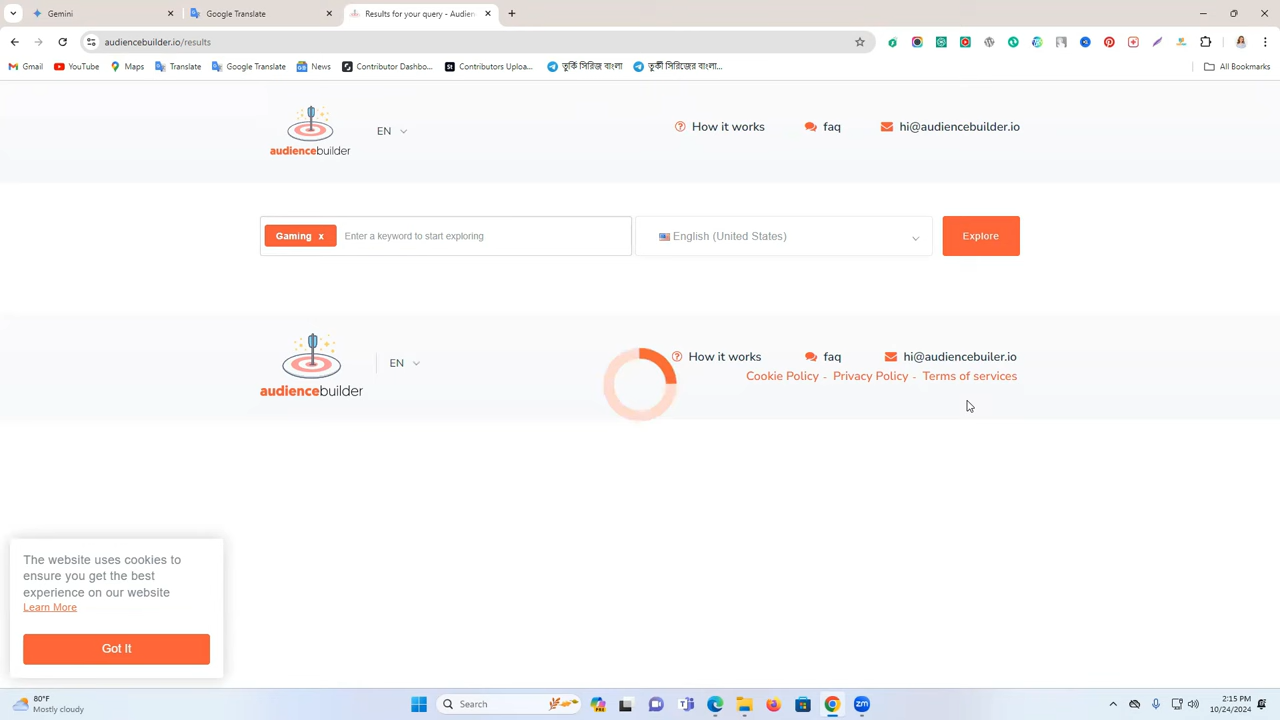 Gemini
Google Translate
Results for your query - Audien
audiencebuilder.io/results
Gmail
YouTube
Maps
Translate
Google Translate
News
Contributor Dashbo...
Contributors Uploa...
তুর্কি সিরিজ বাংলা
তুর্কী সিরিজের বাংলা...
All Bookmarks
audiencebuilder
EN
How it works
faq
hi@audiencebuilder.io
Gaming x
Enter a keyword to start exploring
English (United States)
Explore
audiencebuilder
EN
How it works
faq
hi@audiencebuiler.io
Cookie Policy - Privacy Policy - Terms of services
The website uses cookies to
ensure you get the best
experience on our website
Learn More
Got It
80°F
Mostly cloudy
Search
zm
2:15 PM
10/24/2024